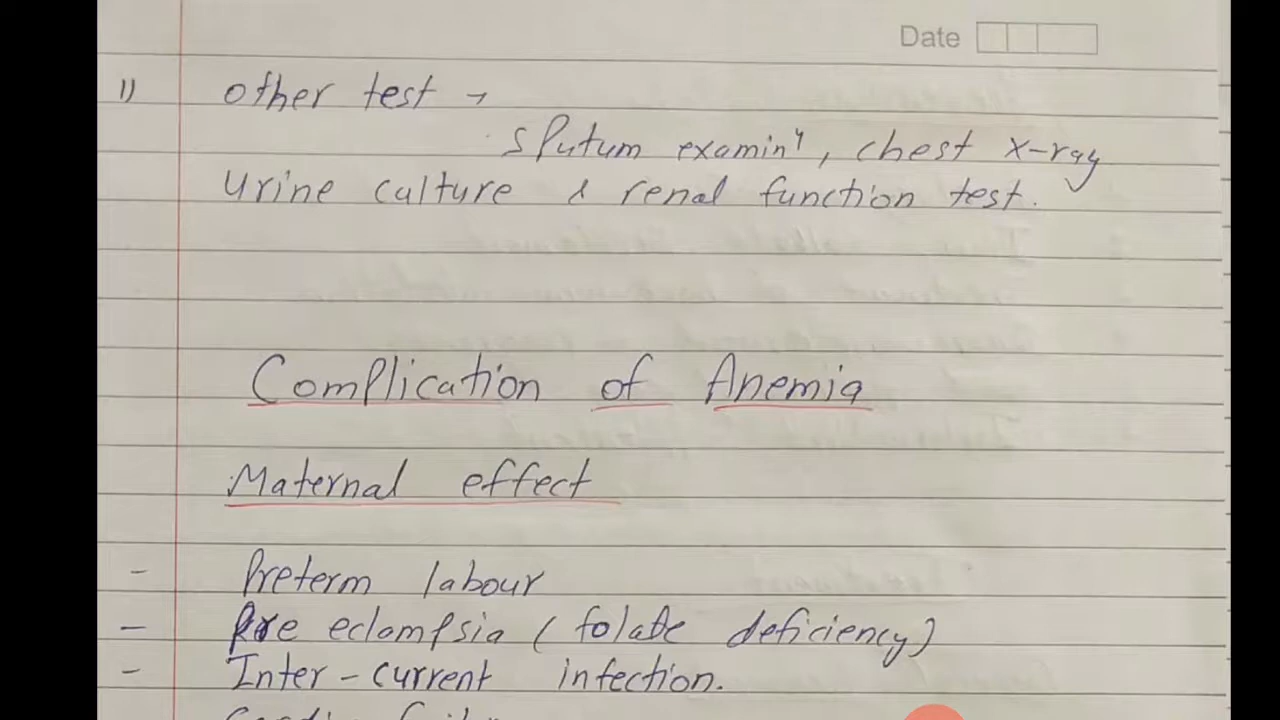 Date
11) Other test →
Sputum examinⁿ, chest x-ray
urine culture & renal function test.
Complication of Anemia
Maternal effect
- Preterm labour
- Pre eclampsia (folate deficiency)
- Inter-current infection.